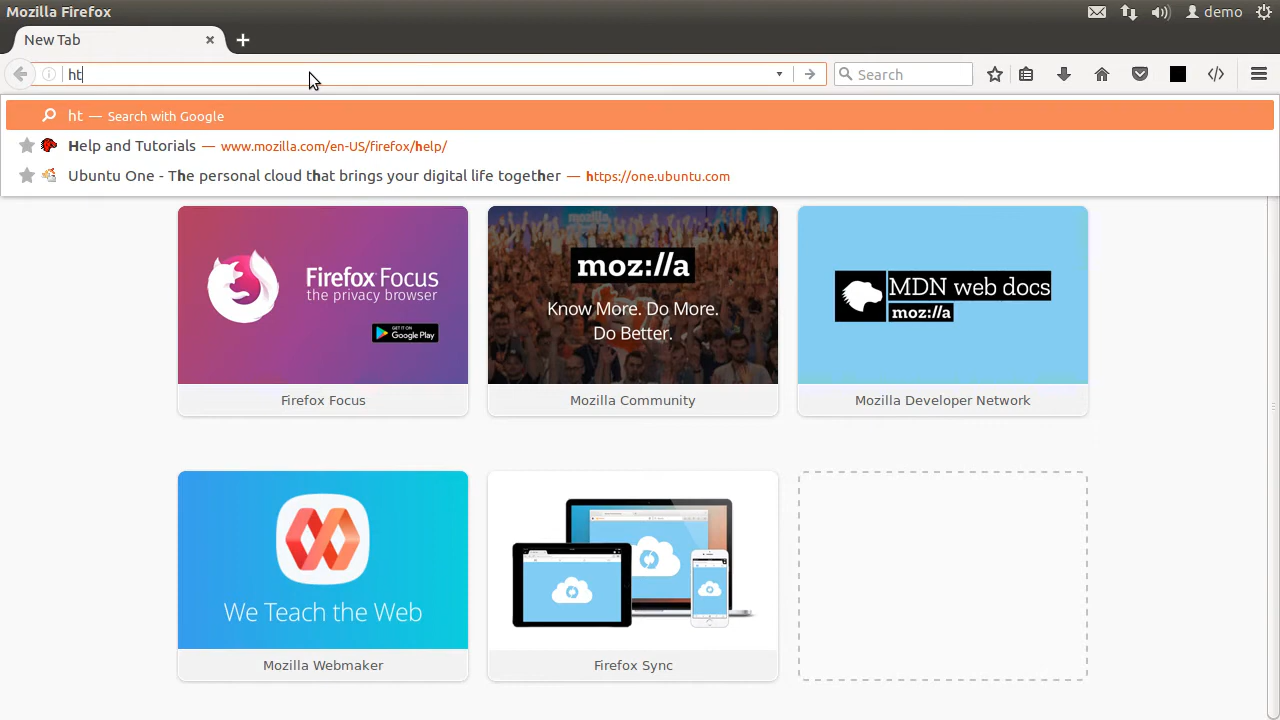 Mozilla Firefox
demo
New Tab
ht
Search
ht — Search with Google
Help and Tutorials — www.mozilla.com/en-US/firefox/help/
Ubuntu One - The personal cloud that brings your digital life together — https://one.ubuntu.com
Firefox Focus
the privacy browser
GET IT ON
Google Play
Firefox Focus
mozilla
moz://a
Know More. Do More.
Do Better.
Mozilla Community
MDN web docs
moz://a
Mozilla Developer Network
We Teach the Web
Mozilla Webmaker
Firefox Sync